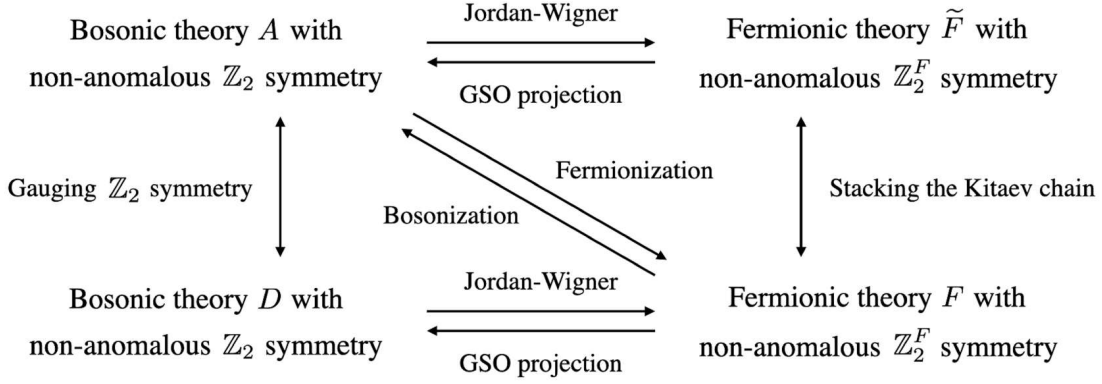 Bosonic theory A with
non-anomalous ℤ₂ symmetry
Jordan-Wigner
GSO projection
Fermionic theory F̃ with
non-anomalous ℤ₂ᶠ symmetry
Gauging ℤ₂ symmetry
Fermionization
Bosonization
Stacking the Kitaev chain
Bosonic theory D with
non-anomalous ℤ₂ symmetry
Jordan-Wigner
GSO projection
Fermionic theory F with
non-anomalous ℤ₂ᶠ symmetry